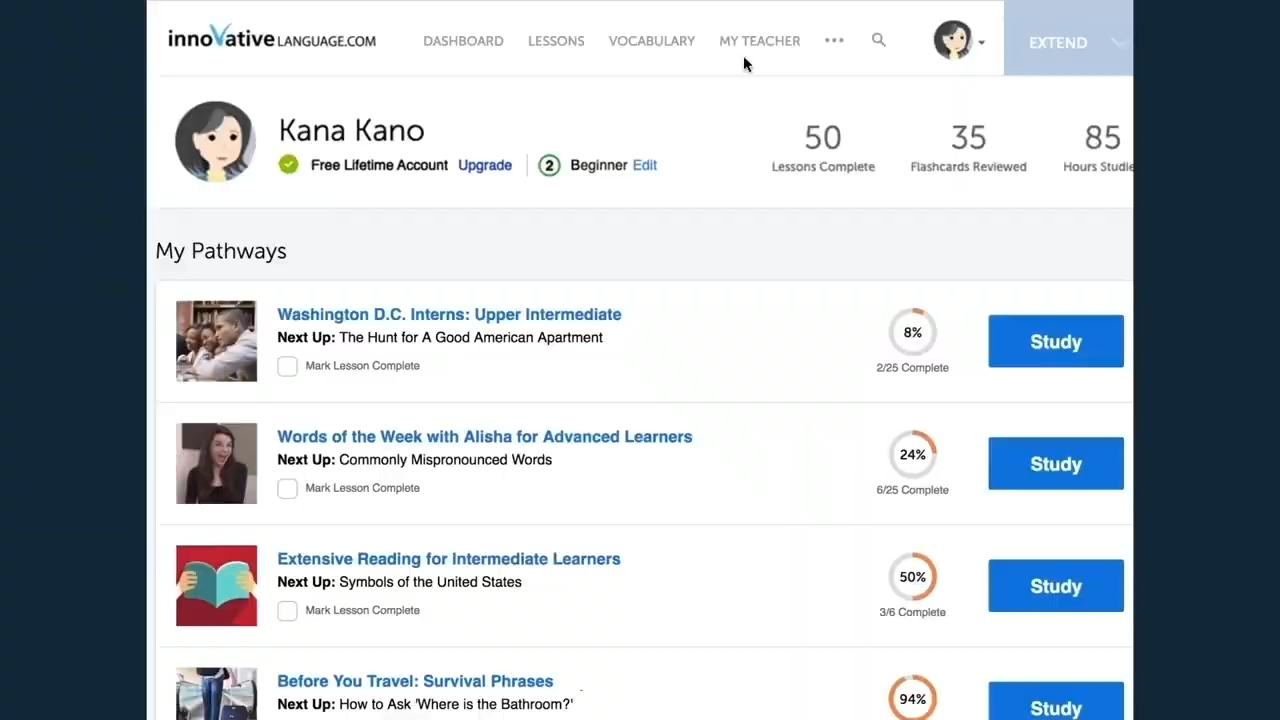 innoVative LANGUAGE.COM
DASHBOARD LESSONS VOCABULARY MY TEACHER ••• EXTEND
Kana Kano
Free Lifetime Account Upgrade 2 Beginner Edit
50 35 85
Lessons Complete Flashcards Reviewed Hours Studie
My Pathways
Washington D.C. Interns: Upper Intermediate
Next Up: The Hunt for A Good American Apartment
Mark Lesson Complete
8%
2/25 Complete
Study
Words of the Week with Alisha for Advanced Learners
Next Up: Commonly Mispronounced Words
Mark Lesson Complete
24%
6/25 Complete
Study
Extensive Reading for Intermediate Learners
Next Up: Symbols of the United States
Mark Lesson Complete
50%
3/6 Complete
Study
Before You Travel: Survival Phrases
Next Up: How to Ask 'Where is the Bathroom?'
94%
Study